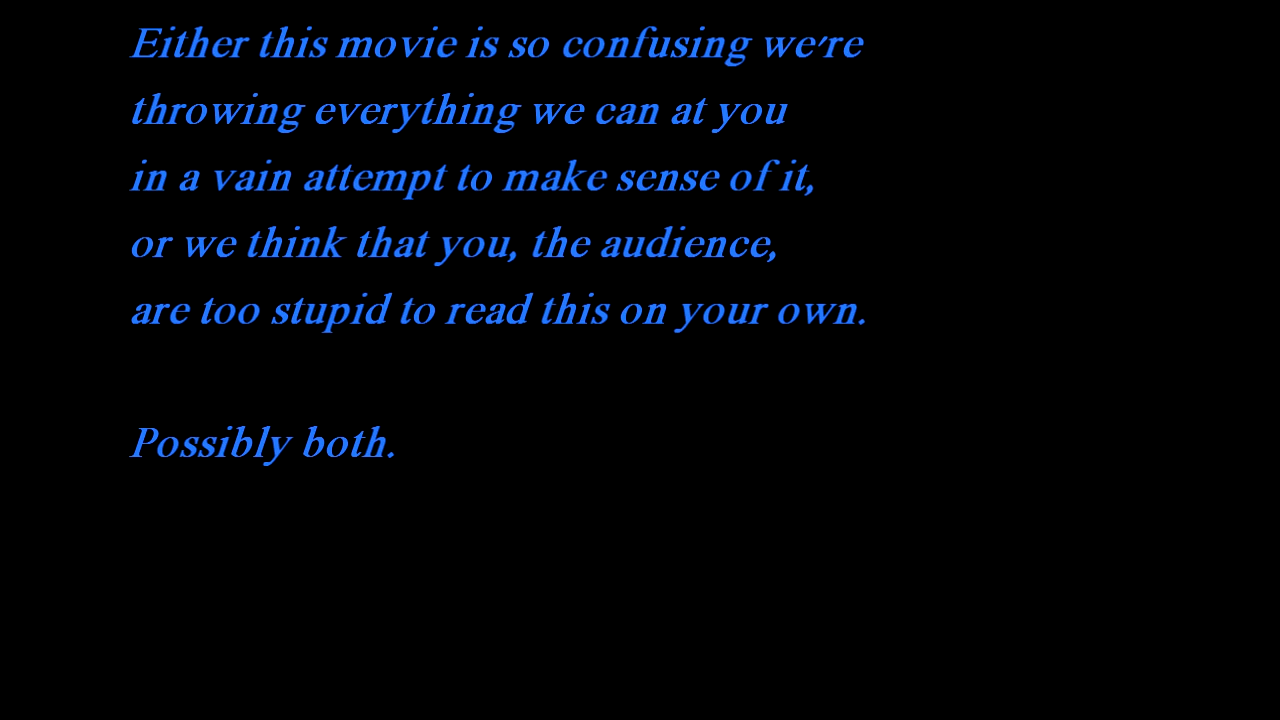 Either this movie is so confusing we're
throwing everything we can at you
in a vain attempt to make sense of it,
or we think that you, the audience,
are too stupid to read this on your own.
Possibly both.